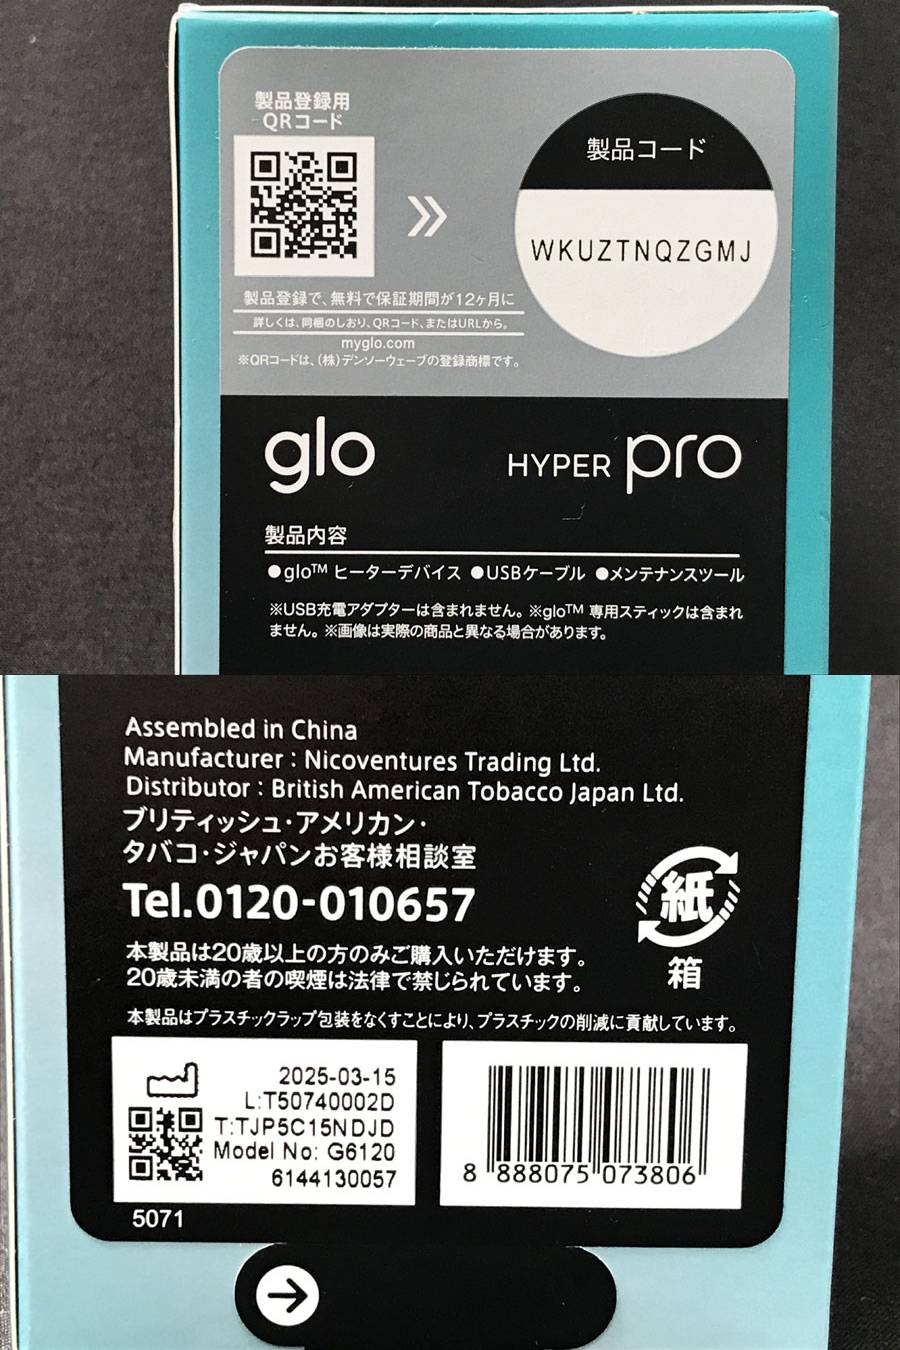 製品登録用
QRコード
製品コード
WKUZTNQZGMJ
製品登録で、無料で保証期間が12ヶ月に
詳しくは、同梱のしおり、QRコード、またはURLから。
myglo.com
※QRコードは、(株)デンソーウェーブの登録商標です。
glo
HYPER pro
製品内容
●glo™ ヒーターデバイス ●USBケーブル ●メンテナンスツール
※USB充電アダプターは含まれません。※glo™ 専用スティックは含まれ
ません。※画像は実際の商品と異なる場合があります。
Assembled in China
Manufacturer : Nicoventures Trading Ltd.
Distributor : British American Tobacco Japan Ltd.
ブリティッシュ・アメリカン・
タバコ・ジャパンお客様相談室
Tel.0120-010657
紙
箱
本製品は20歳以上の方のみご購入いただけます。
20歳未満の者の喫煙は法律で禁じられています。
本製品はプラスチックラップ包装をなくすことにより、プラスチックの削減に貢献しています。
2025-03-15
L:T50740002D
T:TJP5C15NDJD
Model No: G6120
6144130057
8 888075 073806
5071